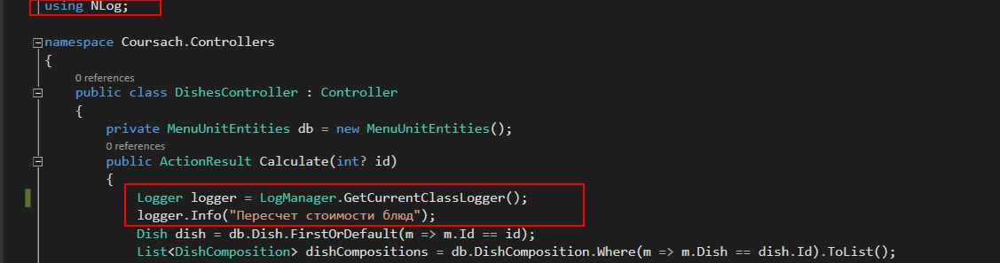 using NLog;
namespace Coursach.Controllers
{
0 references
public class DishesController : Controller
{
private MenuUnitEntities db = new MenuUnitEntities();
0 references
public ActionResult Calculate(int? id)
{
Logger logger = LogManager.GetCurrentClassLogger();
logger.Info("Пересчет стоимости блюд");
Dish dish = db.Dish.FirstOrDefault(m => m.Id == id);
List<DishComposition> dishCompositions = db.DishComposition.Where(m => m.Dish == dish.Id).ToList();